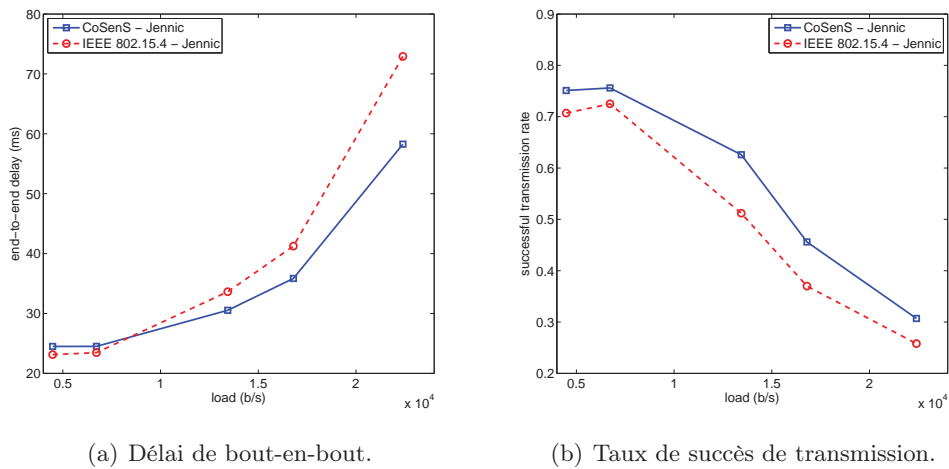 CoSenS − Jennic
IEEE 802.15.4 − Jennic
80
70
60
50
40
30
20
end-to-end delay (ms)
0.5
1
1.5
2
x 10^4
load (b/s)
(a) Délai de bout-en-bout.
CoSenS − Jennic
IEEE 802.15.4 − Jennic
0.9
0.8
0.7
0.6
0.5
0.4
0.3
0.2
successful transmission rate
0.5
1
1.5
2
x 10^4
load (b/s)
(b) Taux de succès de transmission.